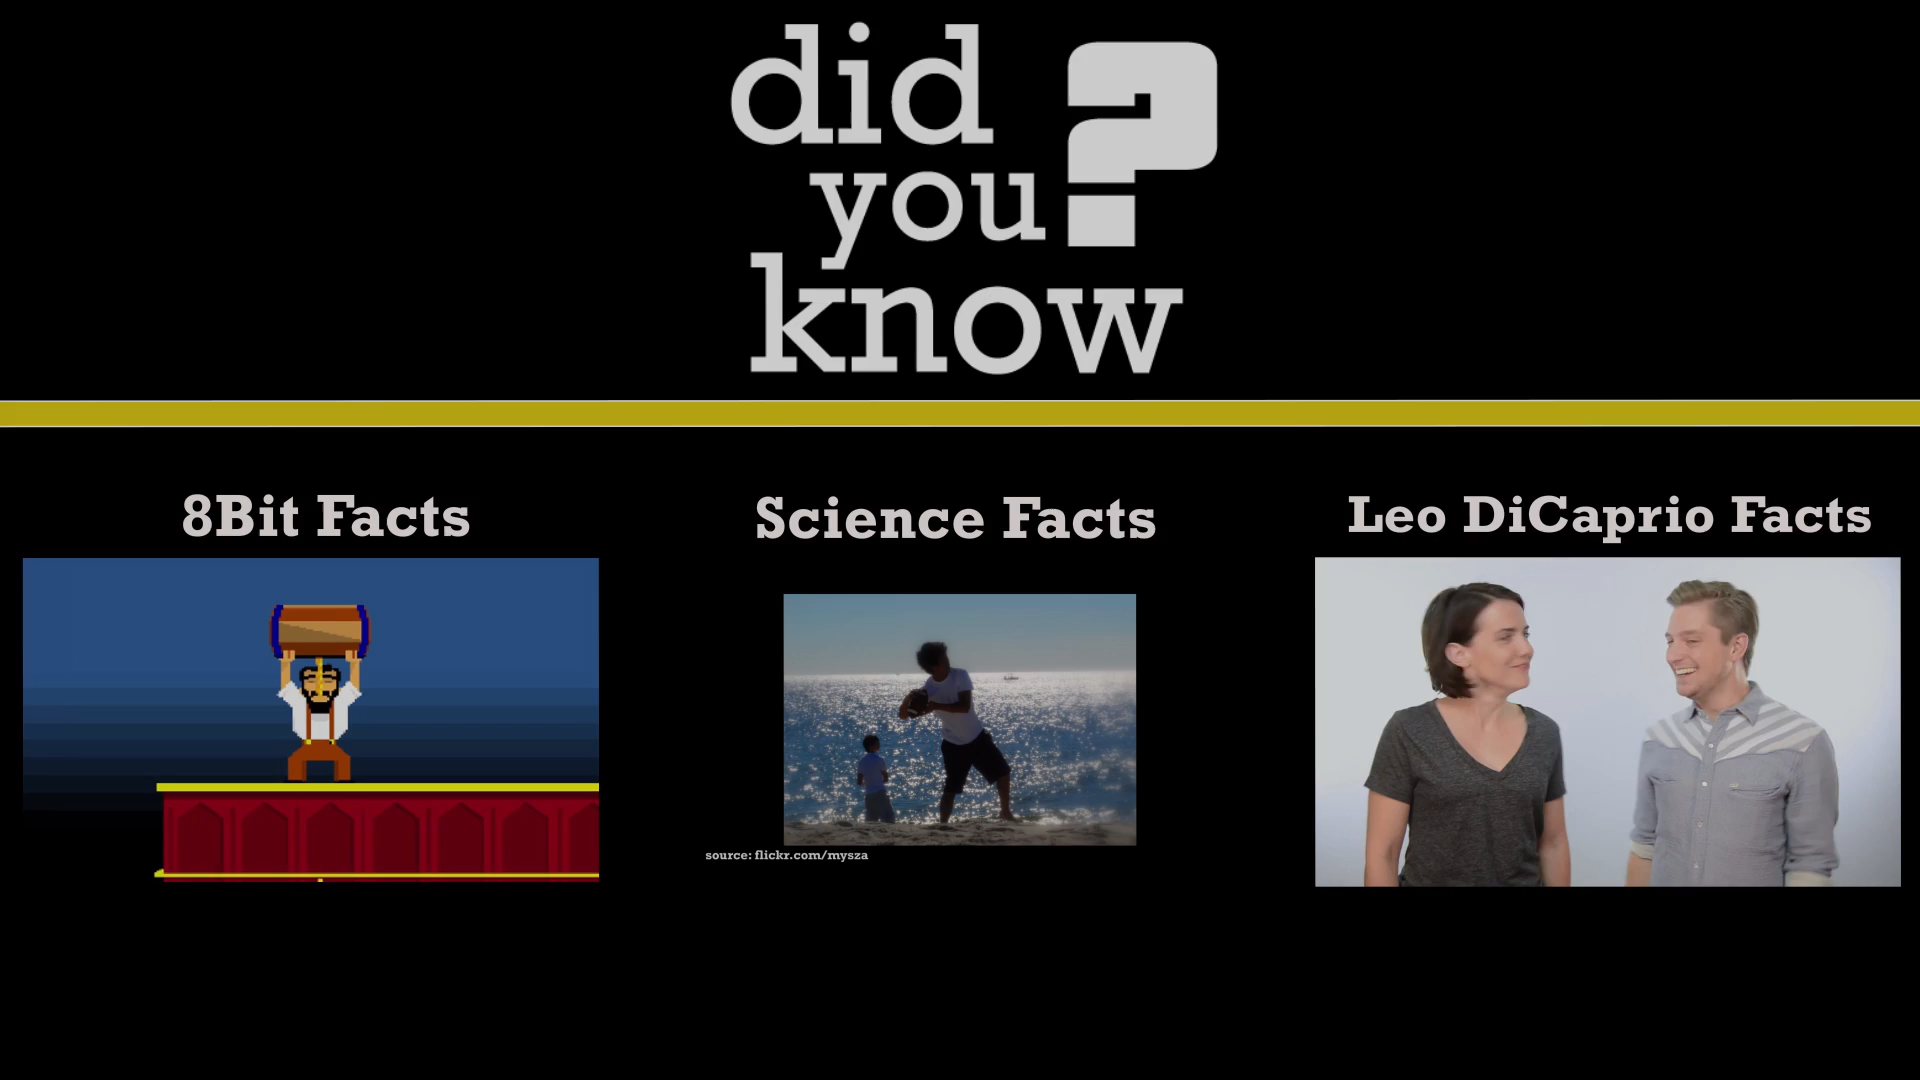 did
you
know?
8Bit Facts
Science Facts
Leo DiCaprio Facts
source: flickr.com/mysza